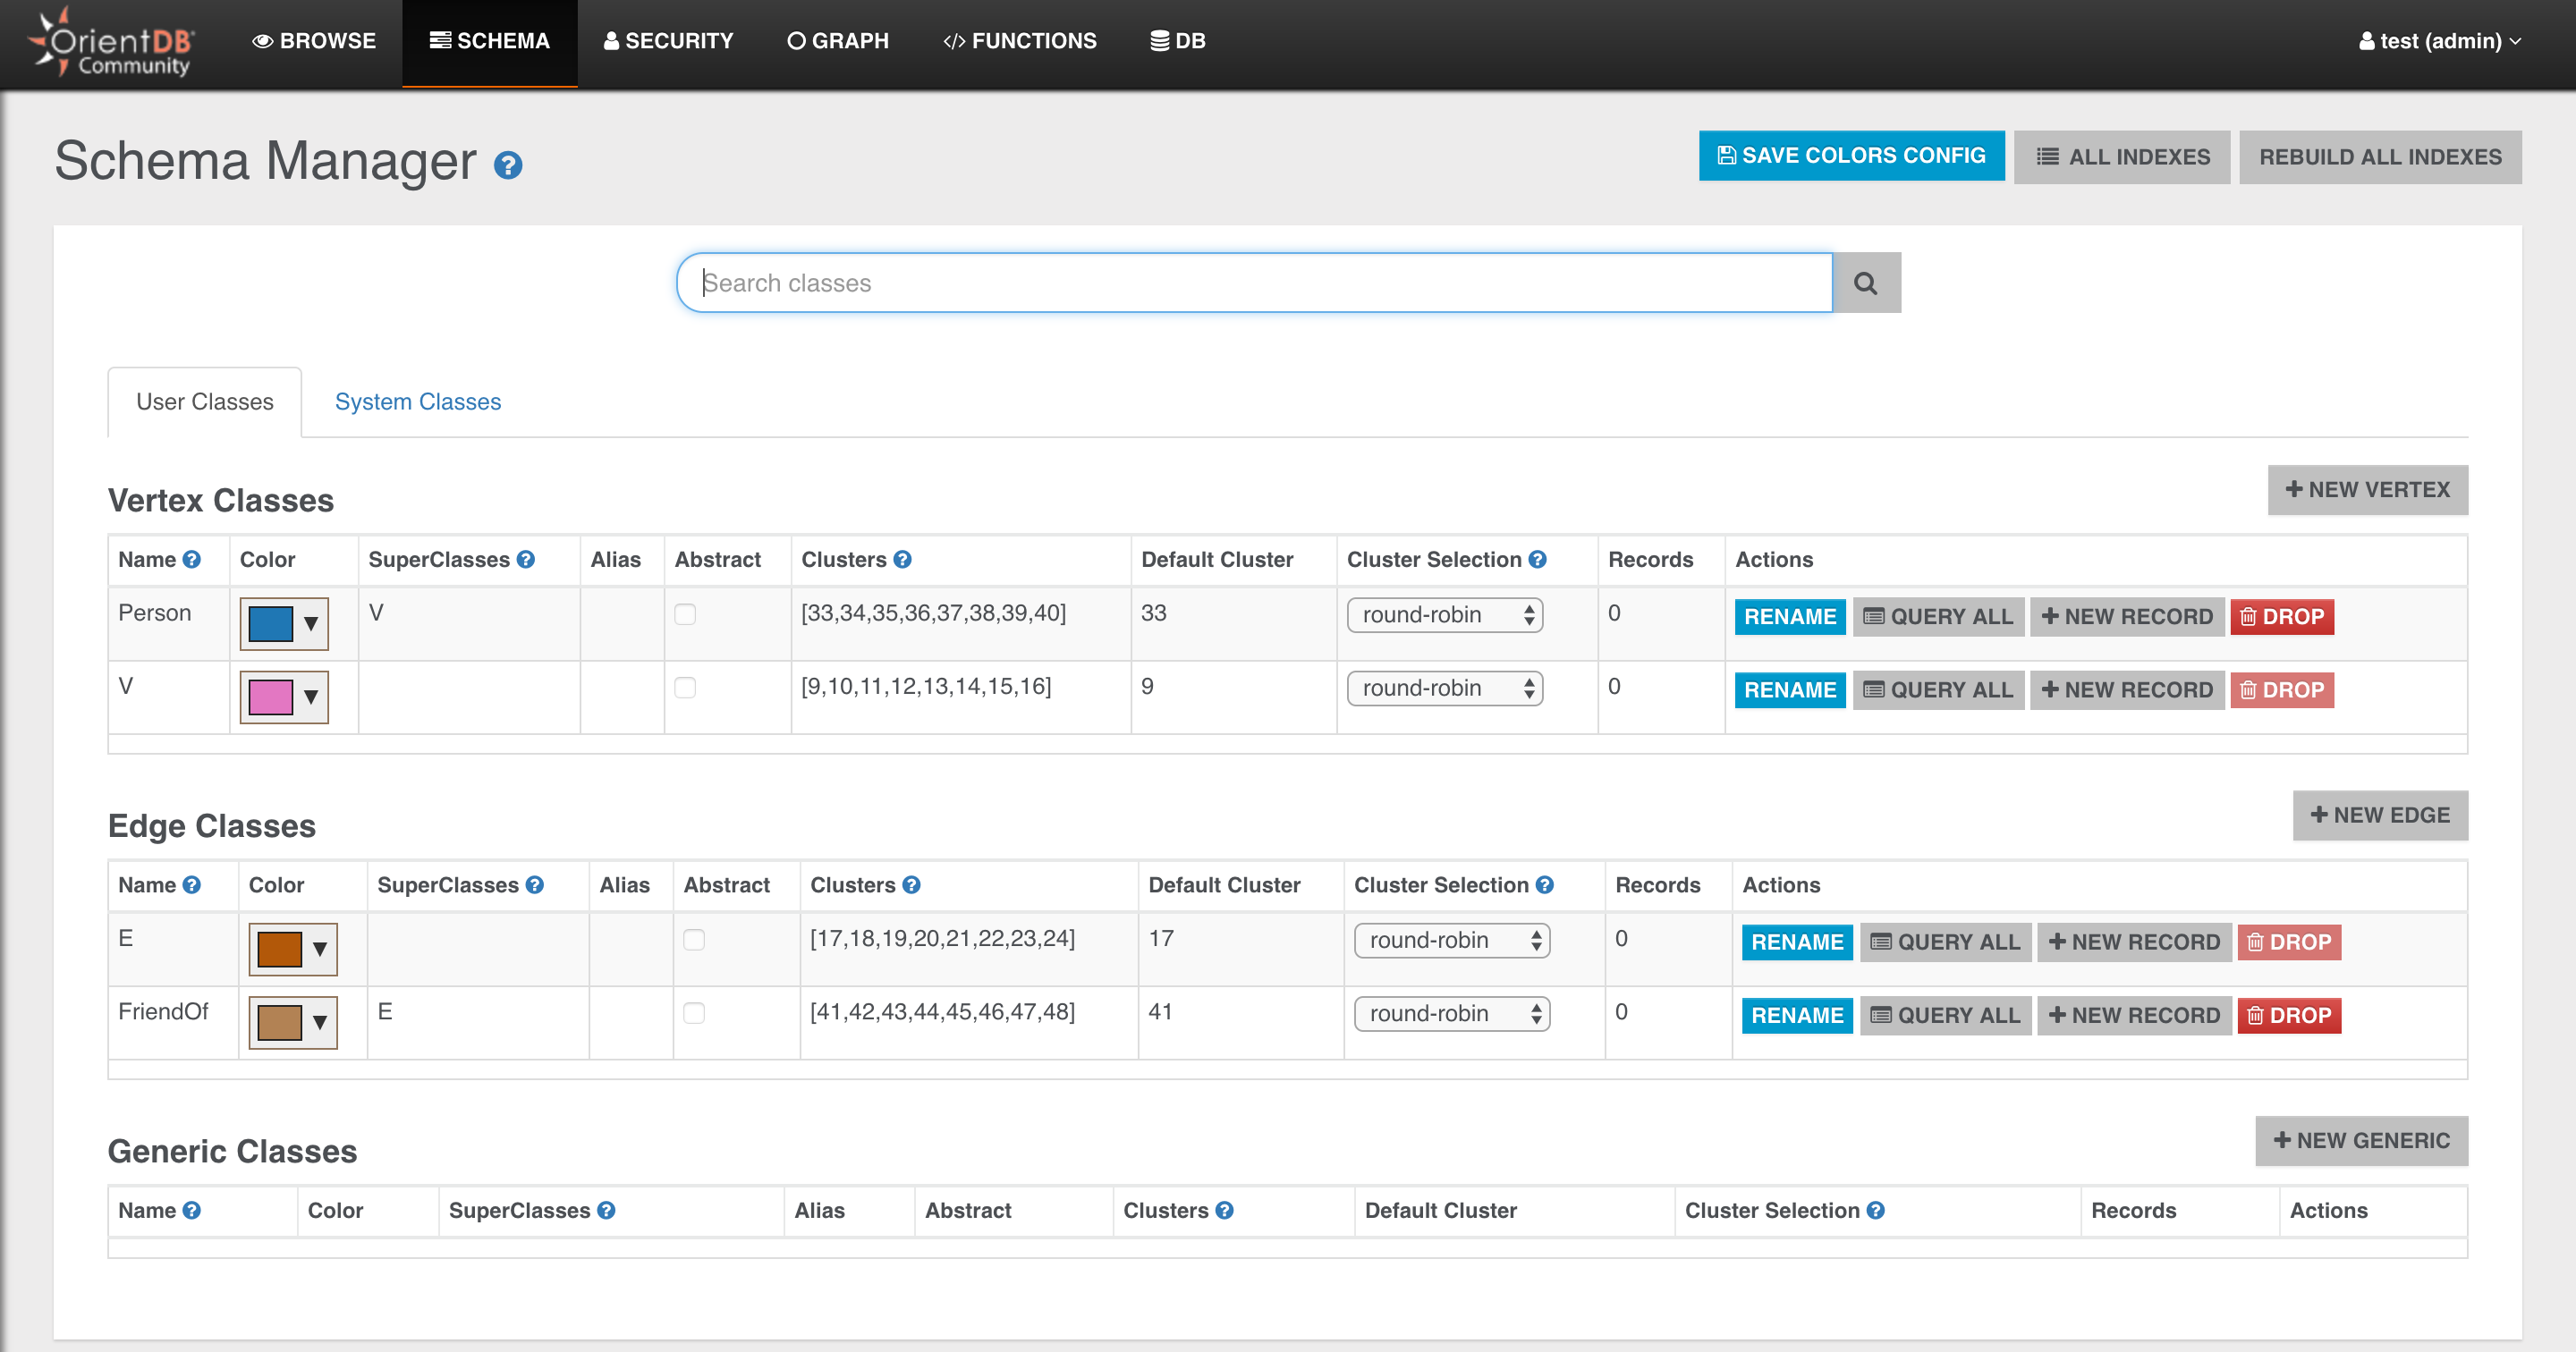 OrientDB
Community
BROWSE SCHEMA SECURITY GRAPH </> FUNCTIONS DB test (admin)
Schema Manager ? SAVE COLORS CONFIG ALL INDEXES REBUILD ALL INDEXES
Search classes
User Classes System Classes
Vertex Classes + NEW VERTEX
Name ? Color SuperClasses ? Alias Abstract Clusters ? Default Cluster Cluster Selection ? Records Actions
Person V [33,34,35,36,37,38,39,40] 33 round-robin 0 RENAME QUERY ALL + NEW RECORD DROP
V [9,10,11,12,13,14,15,16] 9 round-robin 0 RENAME QUERY ALL + NEW RECORD DROP
Edge Classes + NEW EDGE
Name ? Color SuperClasses ? Alias Abstract Clusters ? Default Cluster Cluster Selection ? Records Actions
E [17,18,19,20,21,22,23,24] 17 round-robin 0 RENAME QUERY ALL + NEW RECORD DROP
FriendOf E [41,42,43,44,45,46,47,48] 41 round-robin 0 RENAME QUERY ALL + NEW RECORD DROP
Generic Classes + NEW GENERIC
Name ? Color SuperClasses ? Alias Abstract Clusters ? Default Cluster Cluster Selection ? Records Actions